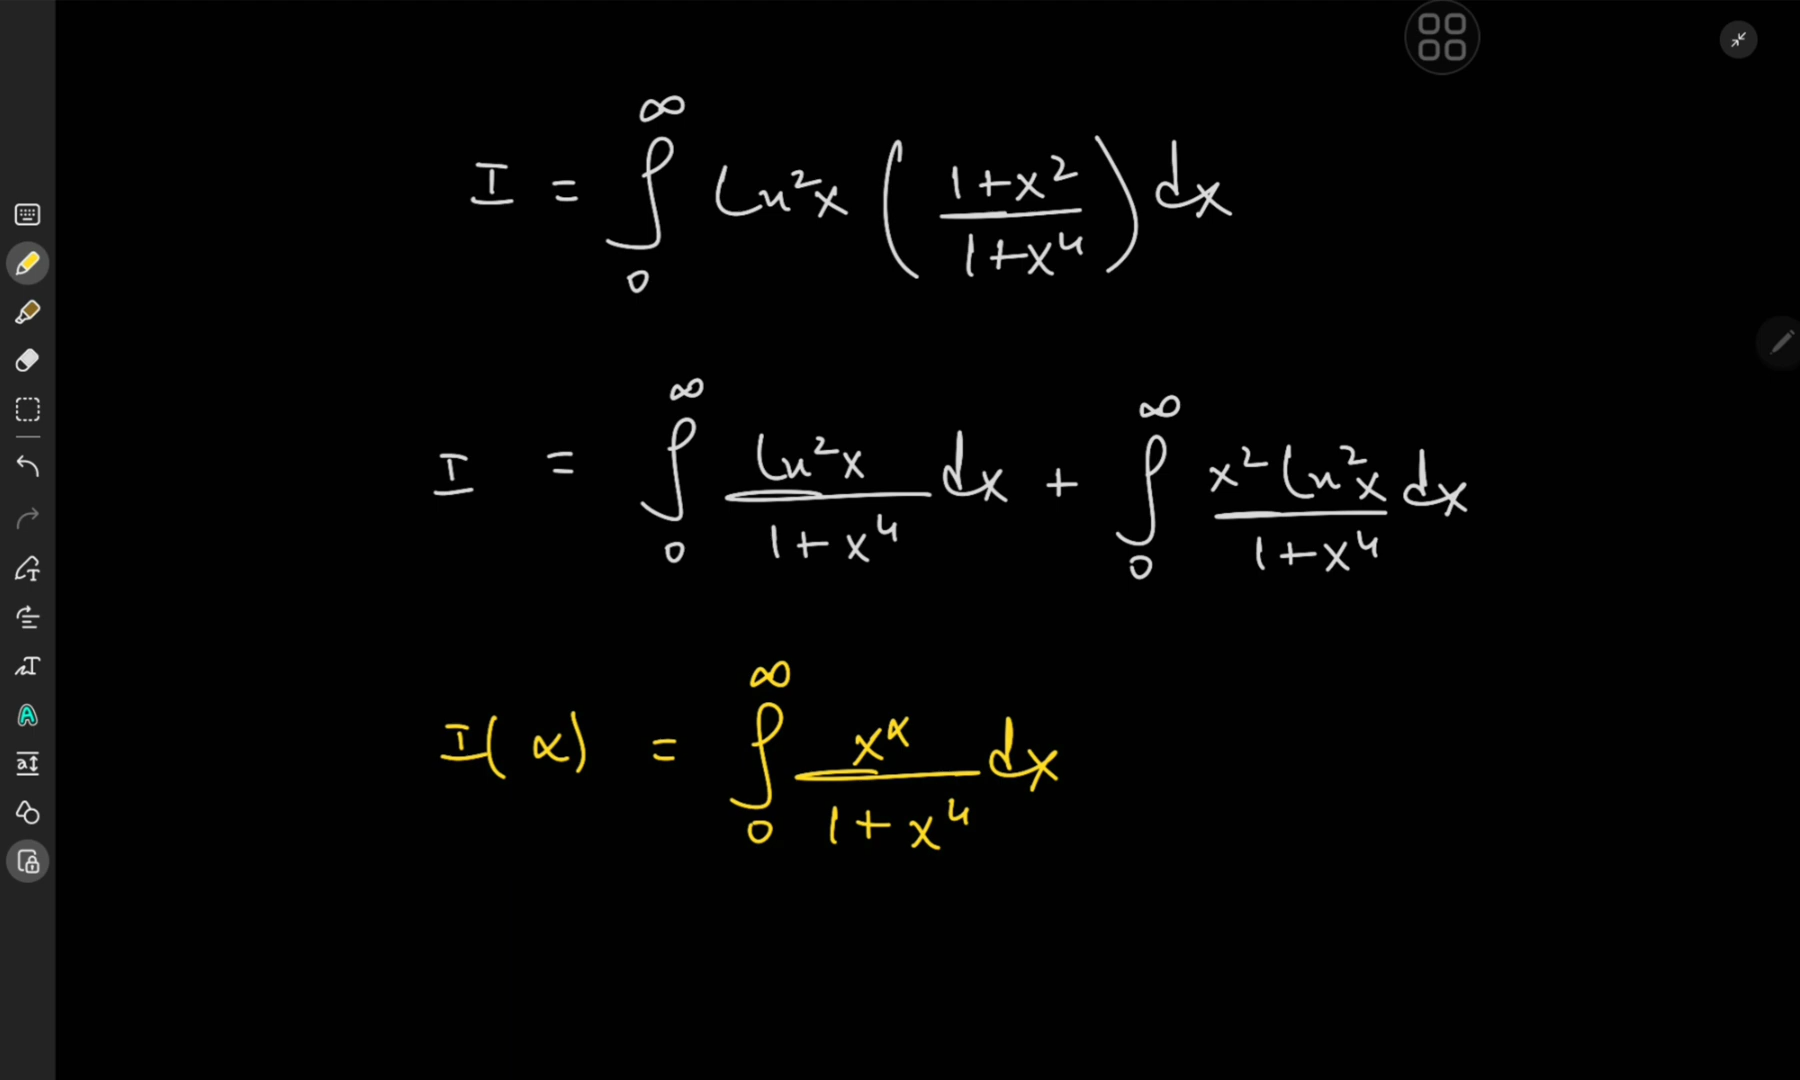 I = ∫₀^∞ ln²x ( (1+x²)/(1+x⁴) ) dx
I = ∫₀^∞ ln²x/(1+x⁴) dx + ∫₀^∞ x² ln²x/(1+x⁴) dx
I(α) = ∫₀^∞ x^α/(1+x⁴) dx